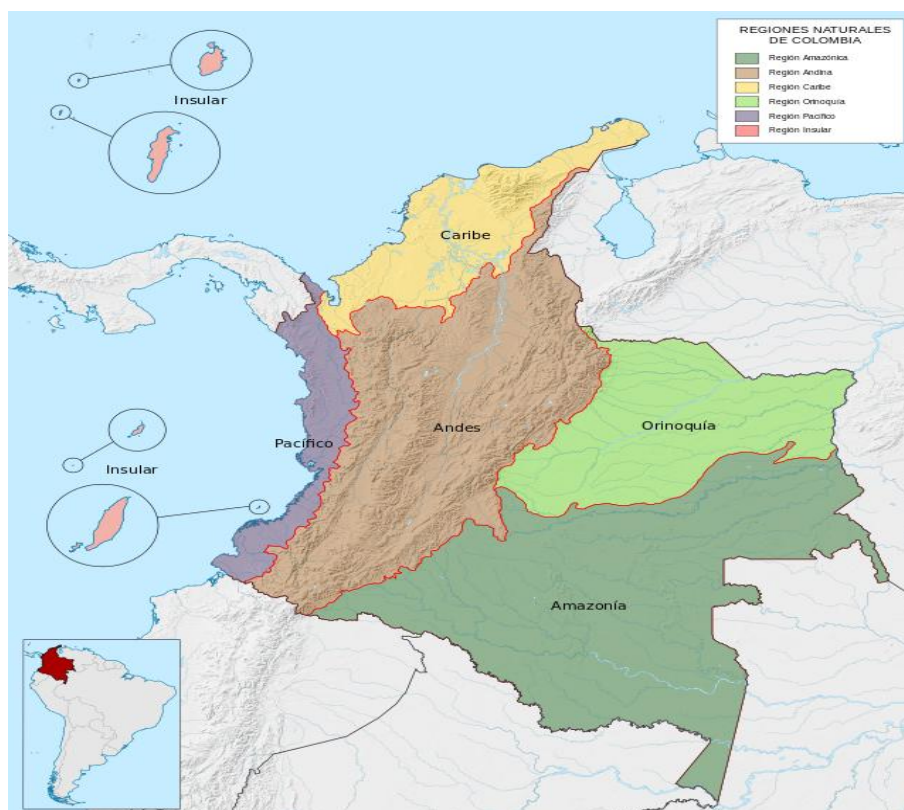 REGIONES NATURALES
DE COLOMBIA
Región Amazónica
Región Andina
Región Caribe
Región Orinoquía
Región Pacífico
Región Insular
Insular
Caribe
Pacífico
Andes
Orinoquía
Insular
Amazonía